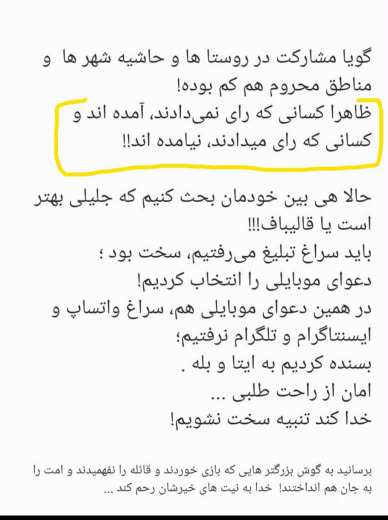 گویا مشارکت در روستا ها و حاشیه شهر ها و
مناطق محروم هم کم بوده!
ظاهرا کسانی که رای نمی‌دادند، آمده اند و
کسانی که رای میدادند، نیامده اند!!
حالا هی بین خودمان بحث کنیم که جلیلی بهتر
است یا قالیباف!!!
باید سراغ تبلیغ می‌رفتیم، سخت بود ؛
دعوای موبایلی را انتخاب کردیم!
در همین دعوای موبایلی هم، سراغ واتساپ و
ایسنتاگرام و تلگرام نرفتیم؛
بسنده کردیم به ایتا و بله .
امان از راحت طلبی ...
خدا کند تنبیه سخت نشویم!
برسانید به گوش بزرگتر هایی که بازی خوردند و قائله را نفهمیدند و امت را
به جان هم انداختند! خدا به نیت های خیرشان رحم کند ...